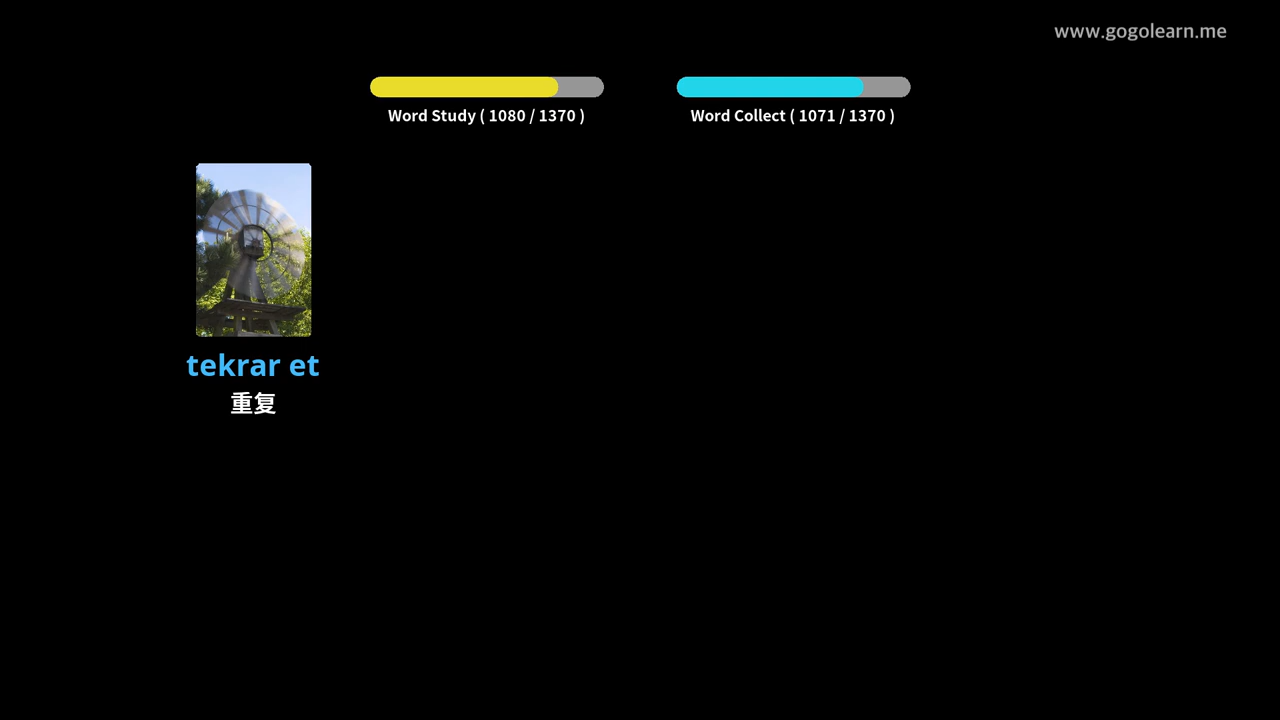 www.gogolearn.me
Word Study ( 1080 / 1370 )
Word Collect ( 1071 / 1370 )
tekrar et
重复